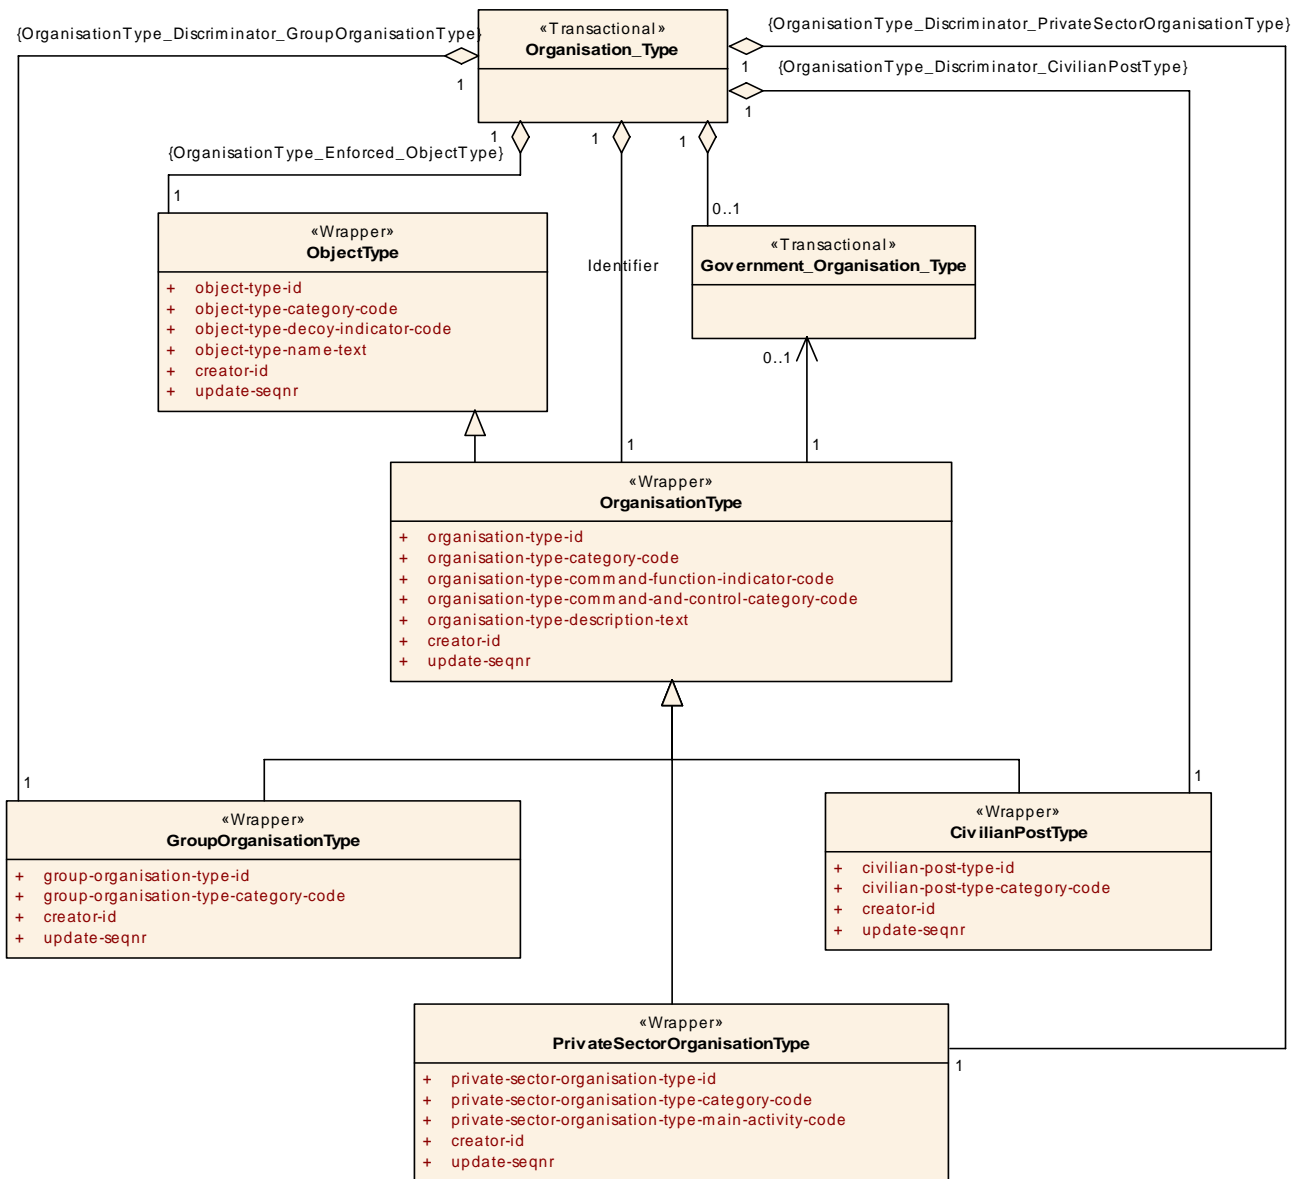 {OrganisationType_Discriminator_GroupOrganisationType}
«Transactional»
Organisation_Type
{OrganisationType_Discriminator_PrivateSectorOrganisationType}
1
{OrganisationType_Discriminator_CivilianPostType}
1
1
1
1
1
{OrganisationType_Enforced_ObjectType}
1
0..1
«Wrapper»
ObjectType
+ object-type-id
+ object-type-category-code
+ object-type-decoy-indicator-code
+ object-type-name-text
+ creator-id
+ update-seqnr
Identifier
«Transactional»
Government_Organisation_Type
0..1
1
1
«Wrapper»
OrganisationType
+ organisation-type-id
+ organisation-type-category-code
+ organisation-type-command-function-indicator-code
+ organisation-type-command-and-control-category-code
+ organisation-type-description-text
+ creator-id
+ update-seqnr
1
1
«Wrapper»
GroupOrganisationType
+ group-organisation-type-id
+ group-organisation-type-category-code
+ creator-id
+ update-seqnr
«Wrapper»
CivilianPostType
+ civilian-post-type-id
+ civilian-post-type-category-code
+ creator-id
+ update-seqnr
«Wrapper»
PrivateSectorOrganisationType
1
+ private-sector-organisation-type-id
+ private-sector-organisation-type-category-code
+ private-sector-organisation-type-main-activity-code
+ creator-id
+ update-seqnr